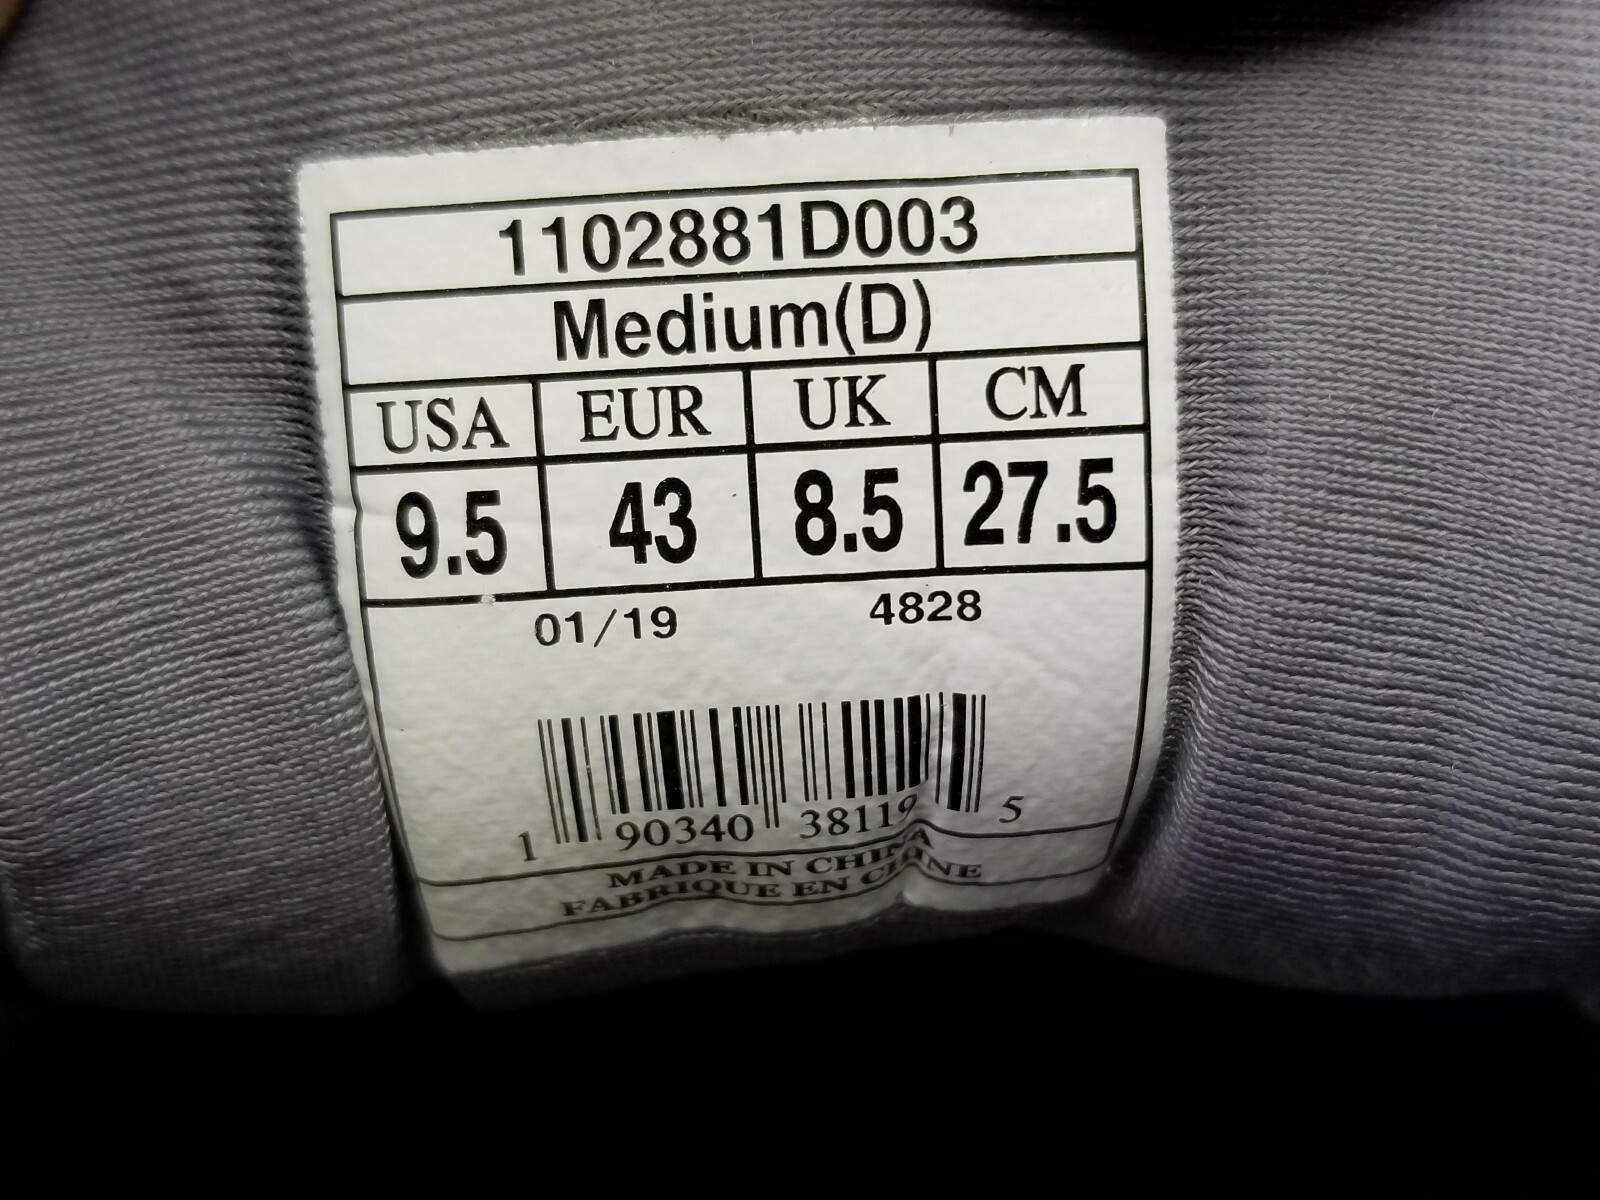 1102881D003
Medium(D)
USA EUR UK CM
9.5 43 8.5 27.5
01/19 4828
1 90340 38119 5
MADE IN CHINA
FABRIQUE EN CHINE